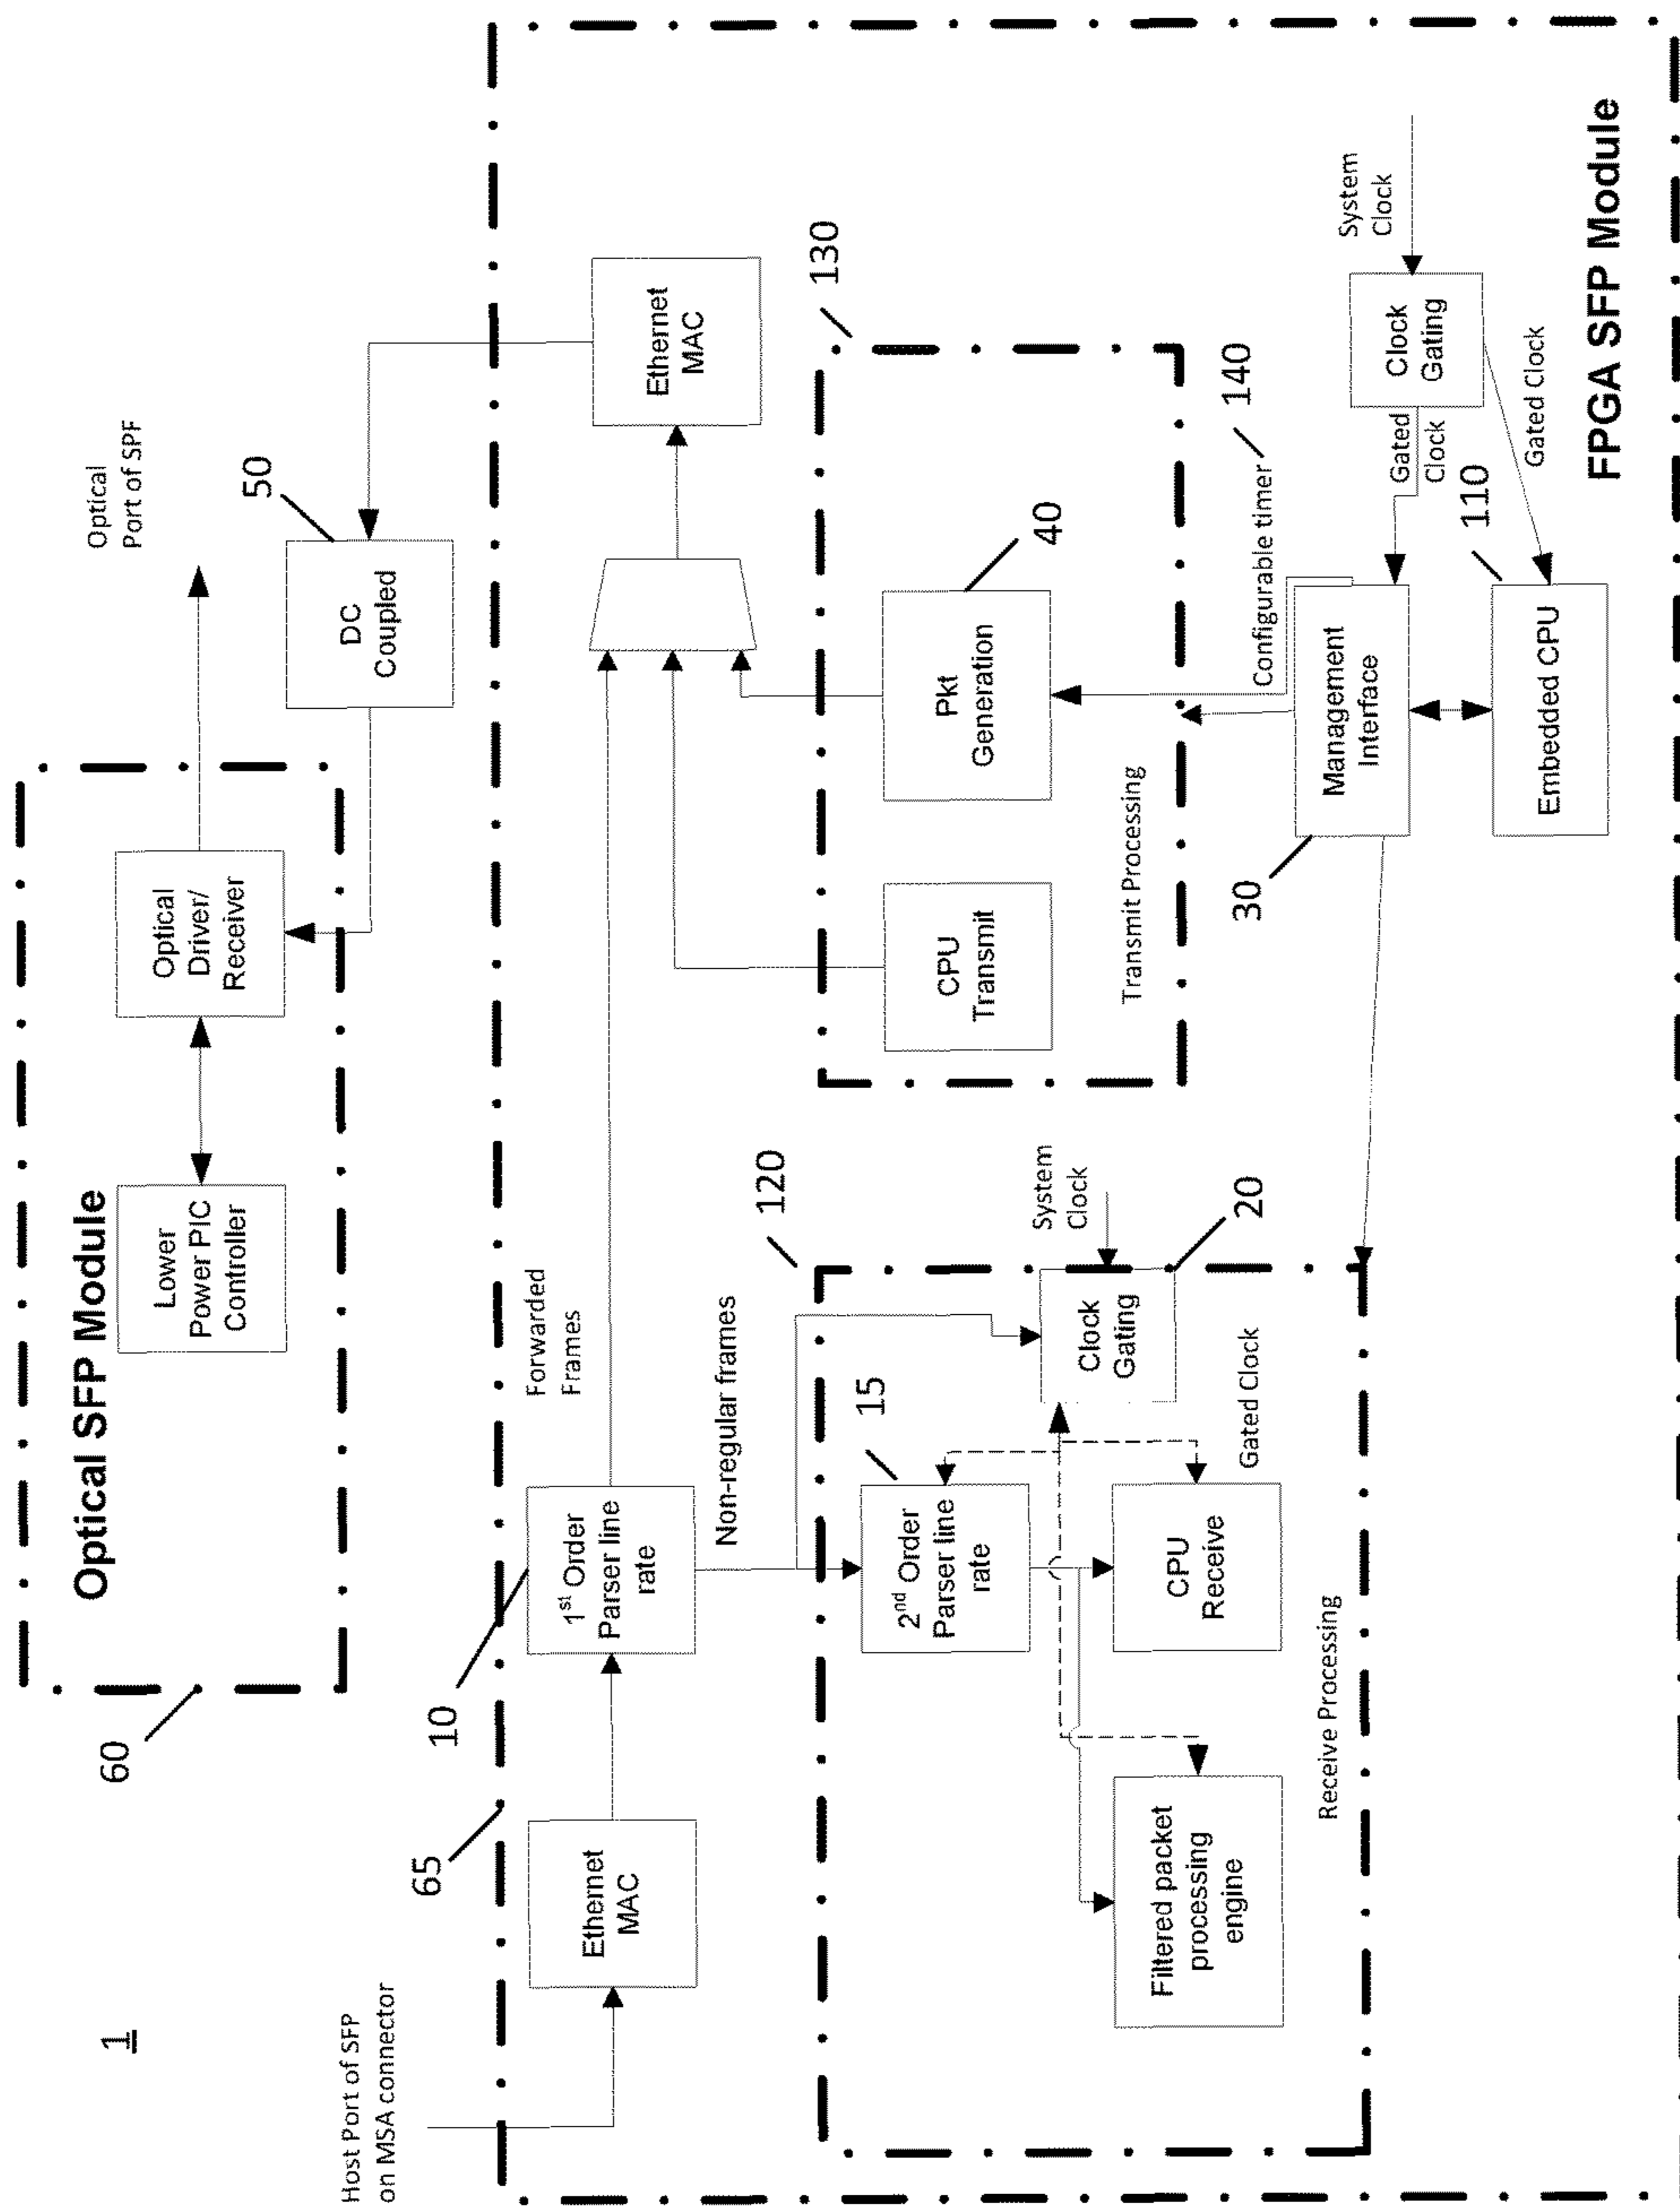 1
60
Optical SFP Module
Lower
Power PIC
Controller
Optical
Driver/
Receiver
Optical
Port of SPF
50
DC
Coupled
Host Port of SFP
on MSA connector
65
10
Ethernet
MAC
1st Order
Parser line
rate
Forwarded
Frames
Non-regular frames
Ethernet
MAC
120
130
15
2nd Order
Parser line
rate
Clock
Gating
System
Clock
20
Gated Clock
Filtered packet
processing
engine
CPU
Receive
Receive Processing
CPU
Transmit
Pkt
Generation
40
Transmit Processing
Configurable timer
140
30
Management
Interface
Gated
Clock
Clock
Gating
System
Clock
Gated Clock
110
Embedded CPU
FPGA SFP Module